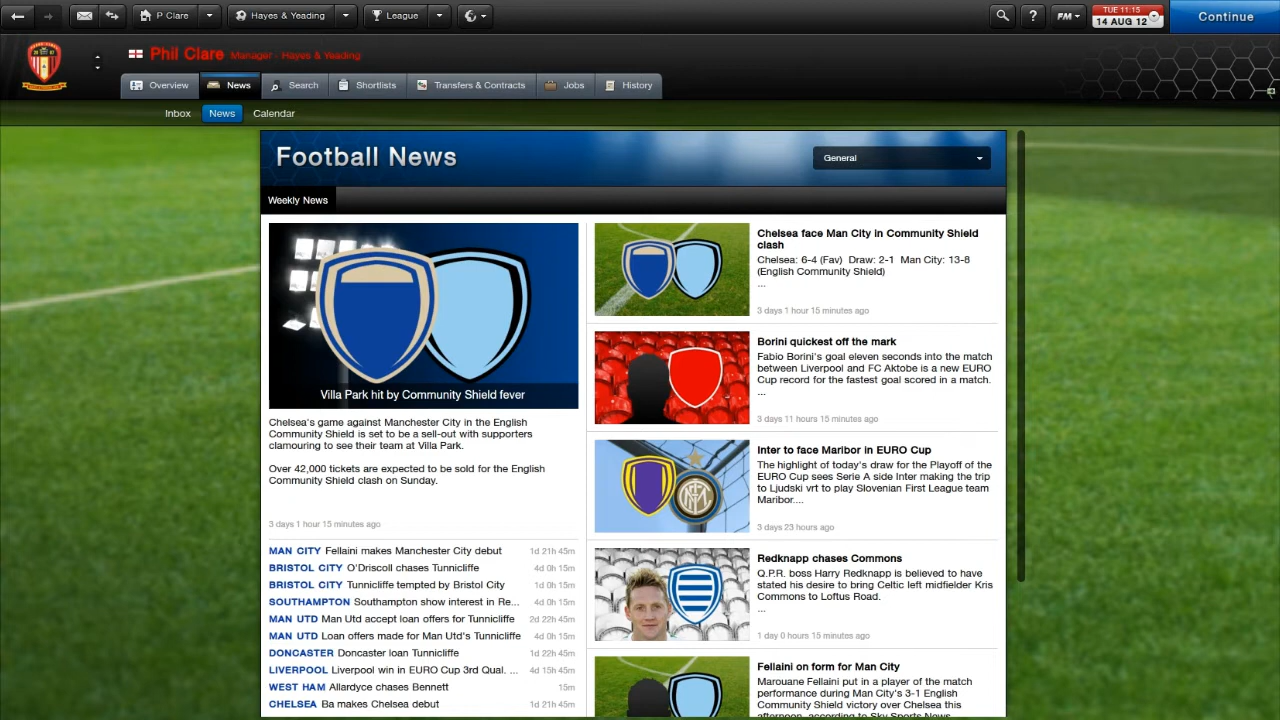 P Clare
Hayes & Yeading
League
?
FM
TUE 11:15
14 AUG 12
Continue
Phil Clare Manager - Hayes & Yeading
Overview
News
Search
Shortlists
Transfers & Contracts
Jobs
History
Inbox
News
Calendar
Football News
General
Weekly News
Villa Park hit by Community Shield fever
Chelsea's game against Manchester City in the English
Community Shield is set to be a sell-out with supporters
clamouring to see their team at Villa Park.
Over 42,000 tickets are expected to be sold for the English
Community Shield clash on Sunday.
3 days 1 hour 15 minutes ago
MAN CITY Fellaini makes Manchester City debut 1d 21h 45m
BRISTOL CITY O'Driscoll chases Tunnicliffe 4d 0h 15m
BRISTOL CITY Tunnicliffe tempted by Bristol City 1d 0h 15m
SOUTHAMPTON Southampton show interest in Re... 4d 0h 15m
MAN UTD Man Utd accept loan offers for Tunnicliffe 2d 22h 45m
MAN UTD Loan offers made for Man Utd's Tunnicliffe 4d 0h 15m
DONCASTER Doncaster loan Tunnicliffe 1d 22h 45m
LIVERPOOL Liverpool win in EURO Cup 3rd Qual. ... 4d 15h 45m
WEST HAM Allardyce chases Bennett 15m
CHELSEA Ba makes Chelsea debut 1d 21h 45m
Chelsea face Man City in Community Shield
clash
Chelsea: 6-4 (Fav) Draw: 2-1 Man City: 13-8
(English Community Shield)
...
3 days 1 hour 15 minutes ago
Borini quickest off the mark
Fabio Borini's goal eleven seconds into the match
between Liverpool and FC Aktobe is a new EURO
Cup record for the fastest goal scored in a match.
...
3 days 11 hours 15 minutes ago
Inter to face Maribor in EURO Cup
The highlight of today's draw for the Playoff of the
EURO Cup sees Serie A side Inter making the trip
to Ljudski vrt to play Slovenian First League team
Maribor....
3 days 23 hours ago
Redknapp chases Commons
Q.P.R. boss Harry Redknapp is believed to have
stated his desire to bring Celtic left midfielder Kris
Commons to Loftus Road.
...
1 day 0 hours 15 minutes ago
Fellaini on form for Man City
Marouane Fellaini put in a player of the match
performance during Man City's 3-1 English
Community Shield victory over Chelsea this
afternoon, according to Sky Sports News.